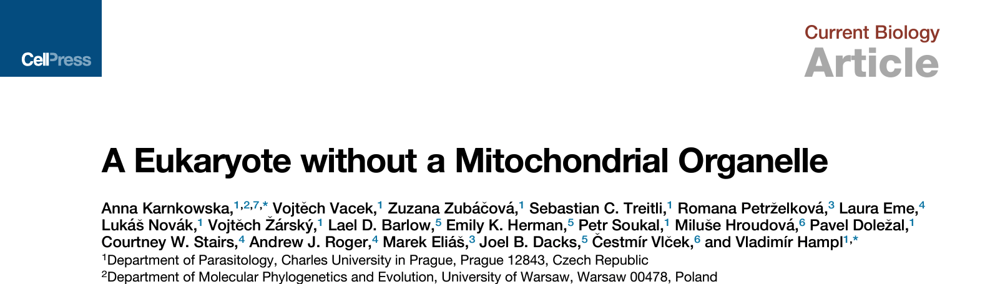 CellPress
Current Biology
Article
A Eukaryote without a Mitochondrial Organelle
Anna Karnkowska,1,2,7,* Vojtěch Vacek,1 Zuzana Zubáčová,1 Sebastian C. Treitli,1 Romana Petrželková,3 Laura Eme,4
Lukáš Novák,1 Vojtěch Žárský,1 Lael D. Barlow,5 Emily K. Herman,5 Petr Soukal,1 Miluše Hroudová,6 Pavel Doležal,1
Courtney W. Stairs,4 Andrew J. Roger,4 Marek Eliáš,3 Joel B. Dacks,5 Čestmír Vlček,6 and Vladimír Hampl1,*
1Department of Parasitology, Charles University in Prague, Prague 12843, Czech Republic
2Department of Molecular Phylogenetics and Evolution, University of Warsaw, Warsaw 00478, Poland